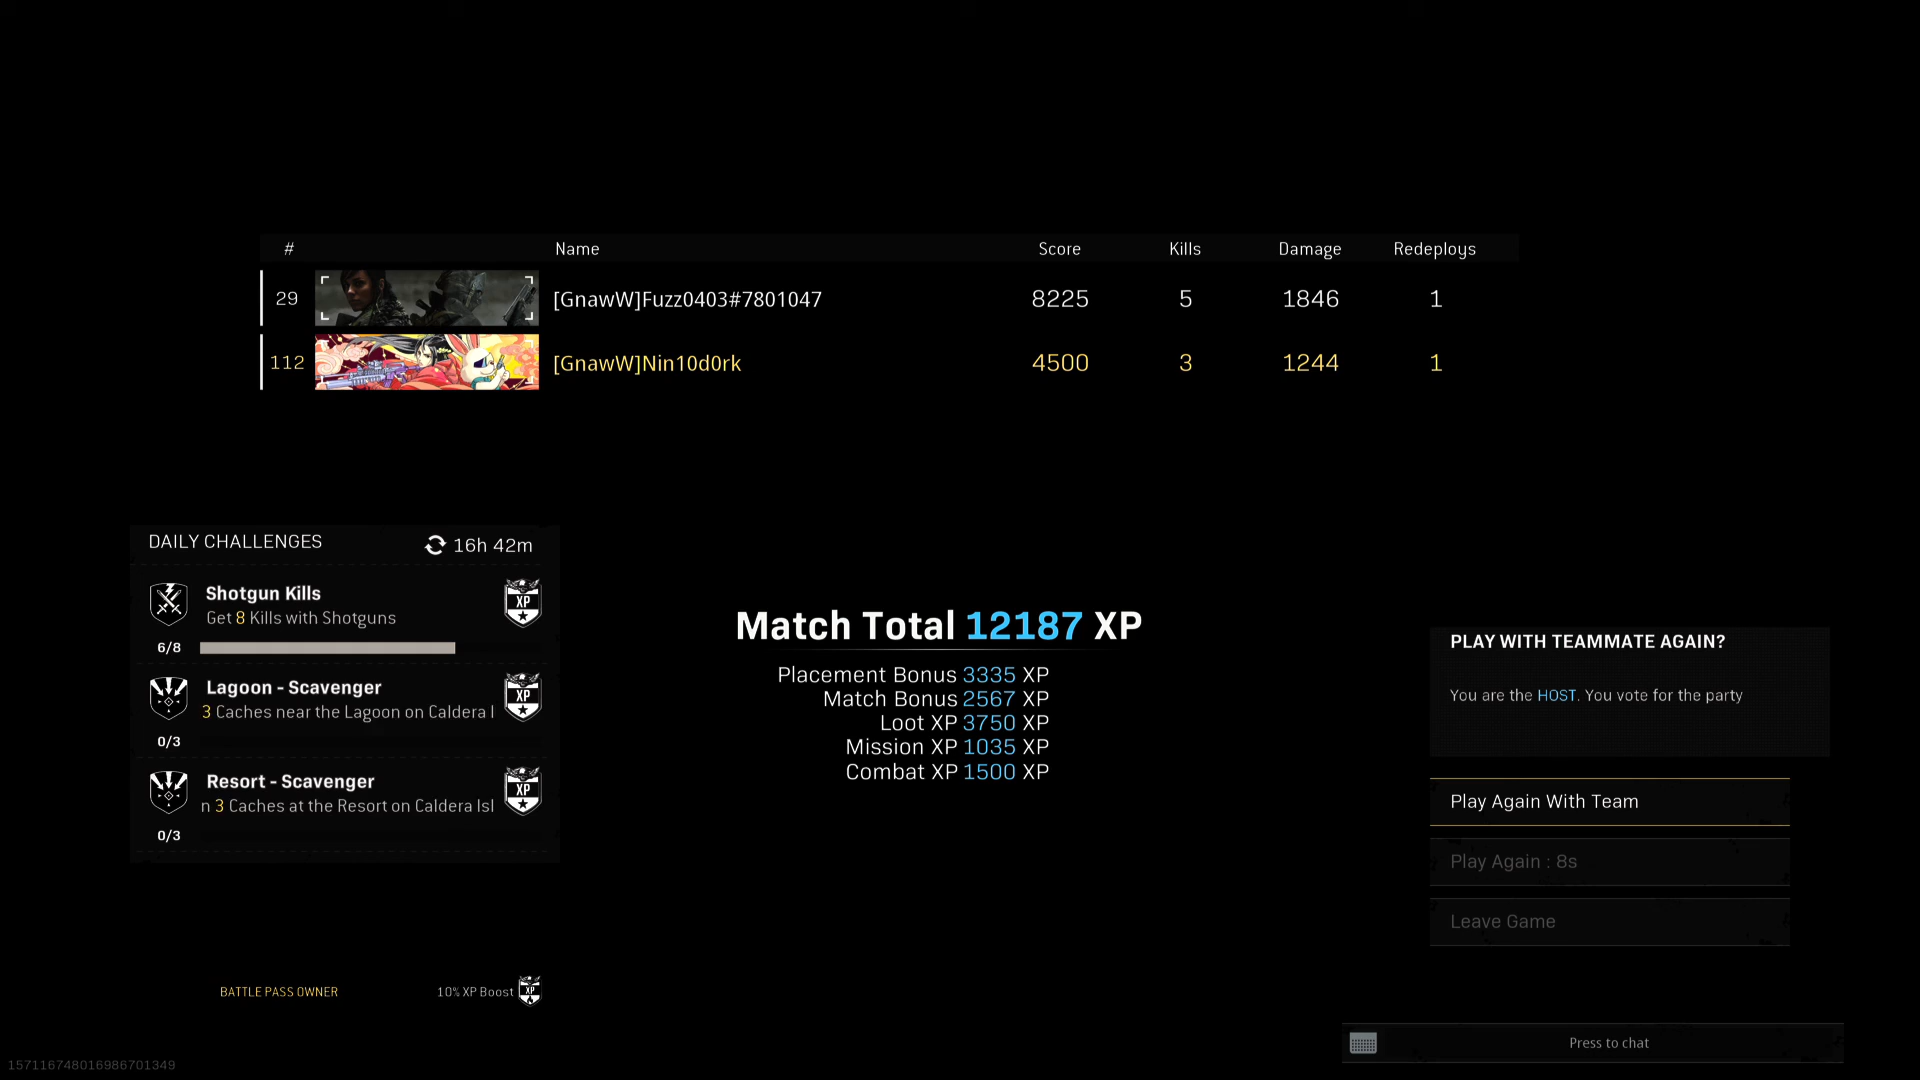 # Name Score Kills Damage Redeploys
29 [GnawW]Fuzz0403#7801047 8225 5 1846 1
112 [GnawW]Nin10d0rk 4500 3 1244 1
DAILY CHALLENGES 16h 42m
Shotgun Kills
Get 8 Kills with Shotguns
XP
6/8
Lagoon - Scavenger
3 Caches near the Lagoon on Caldera I
XP
0/3
Resort - Scavenger
n 3 Caches at the Resort on Caldera Isl
XP
0/3
BATTLE PASS OWNER
10% XP Boost
XP
Match Total 12187 XP
Placement Bonus 3335 XP
Match Bonus 2567 XP
Loot XP 3750 XP
Mission XP 1035 XP
Combat XP 1500 XP
PLAY WITH TEAMMATE AGAIN?
You are the HOST. You vote for the party
Play Again With Team
Play Again : 8s
Leave Game
Press to chat
157116748016986701349